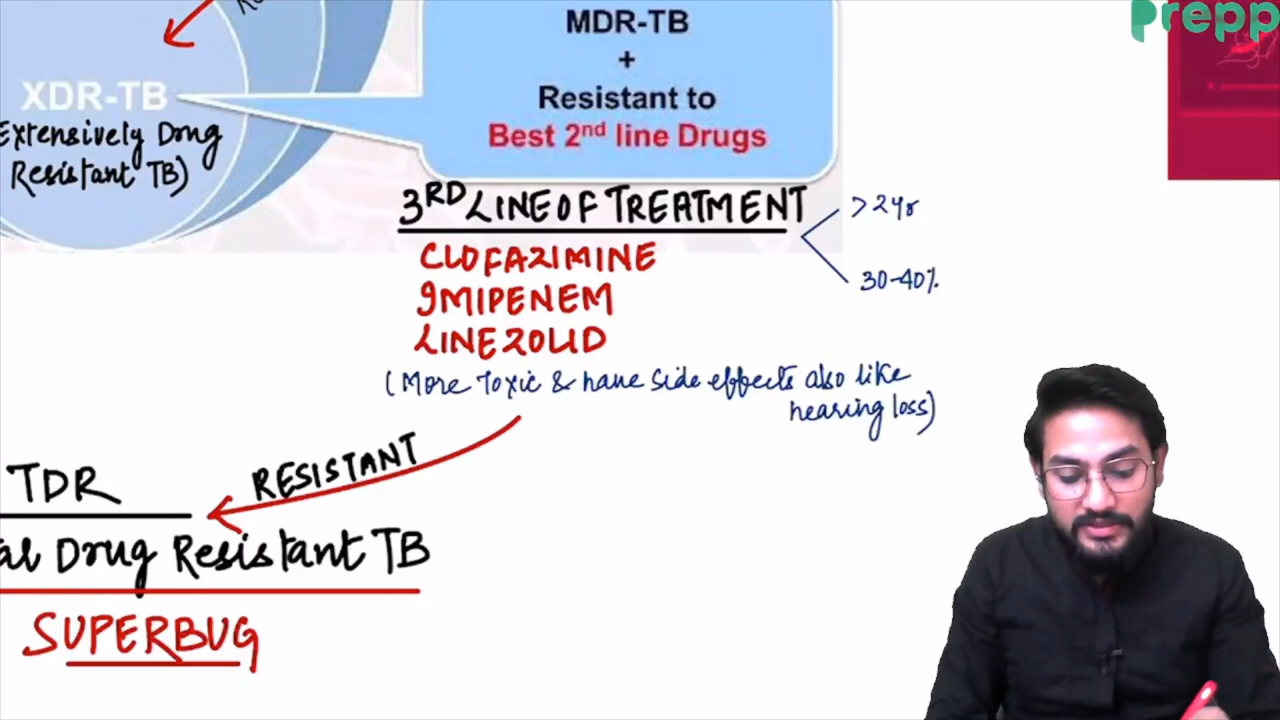 prepp
MDR-TB
+
Resistant to
Best 2nd line Drugs
XDR-TB
Extensively Drug
Resistant TB)
3RD LINE OF TREATMENT
>2yr
30-40%
CLOFAZIMINE
IMIPENEM
LINEZOLID
(More Toxic & have side effects also like
hearing loss)
RESISTANT
TDR
Drug Resistant TB
SUPERBUG